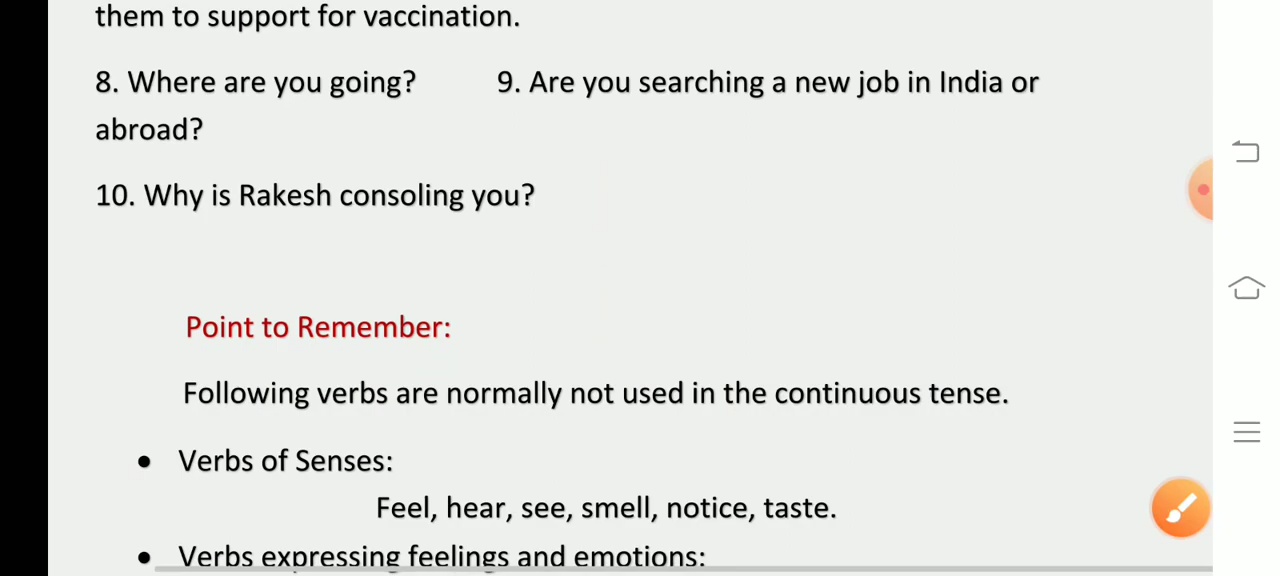 them to support for vaccination.
8. Where are you going? 9. Are you searching a new job in India or
abroad?
10. Why is Rakesh consoling you?
Point to Remember:
Following verbs are normally not used in the continuous tense.
• Verbs of Senses:
Feel, hear, see, smell, notice, taste.
• Verbs expressing feelings and emotions: